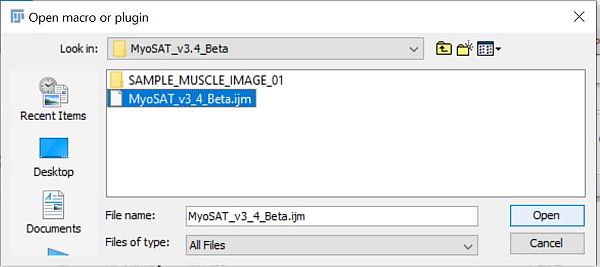 Open macro or plugin
Look in: MyoSAT_v3.4_Beta
SAMPLE_MUSCLE_IMAGE_01
MyoSAT_v3_4_Beta.ijm
Recent Items
Desktop
Documents
File name: MyoSAT_v3_4_Beta.ijm Open
Files of type: All Files Cancel